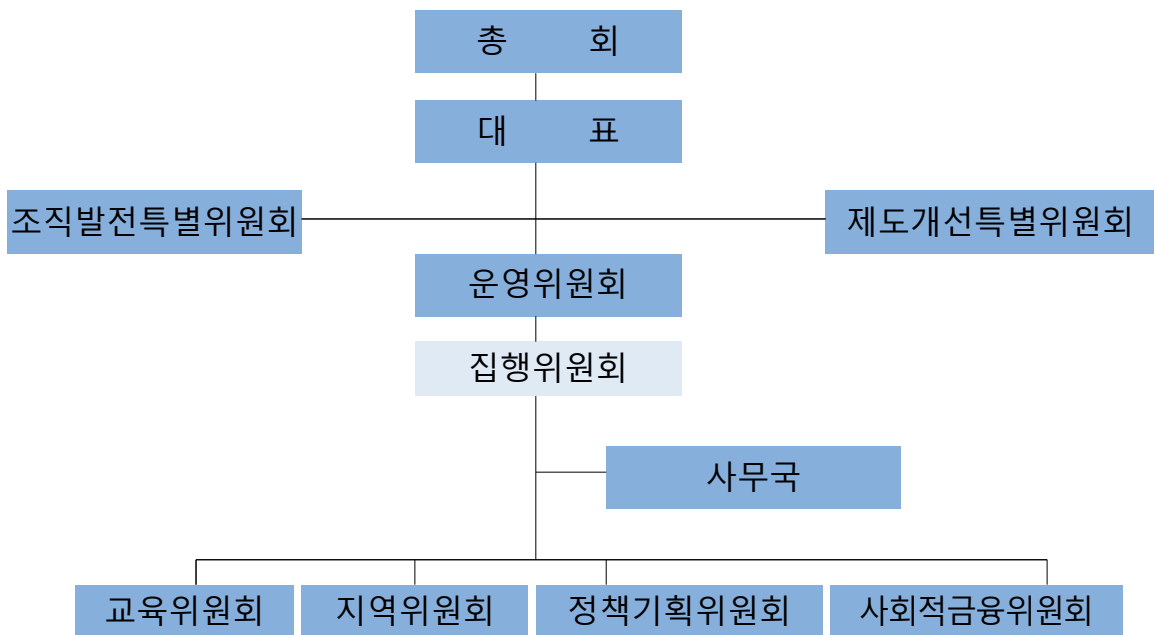 총 회
대 표
조직발전특별위원회
제도개선특별위원회
운영위원회
집행위원회
사무국
교육위원회
지역위원회
정책기획위원회
사회적금융위원회